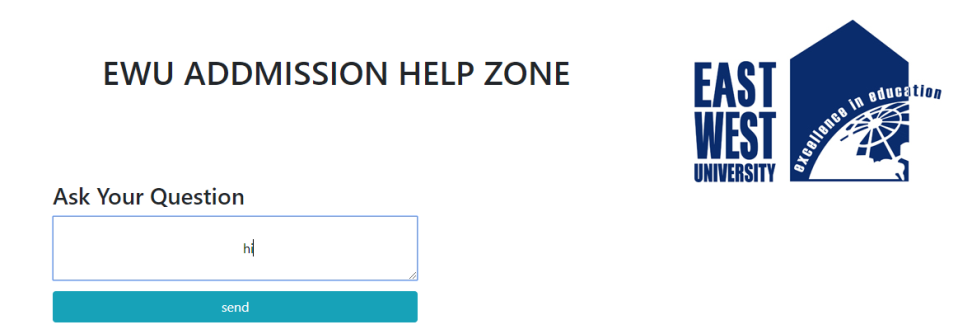 EWU ADDMISSION HELP ZONE
EAST
WEST
UNIVERSITY
excellence in education
Ask Your Question
hi
send